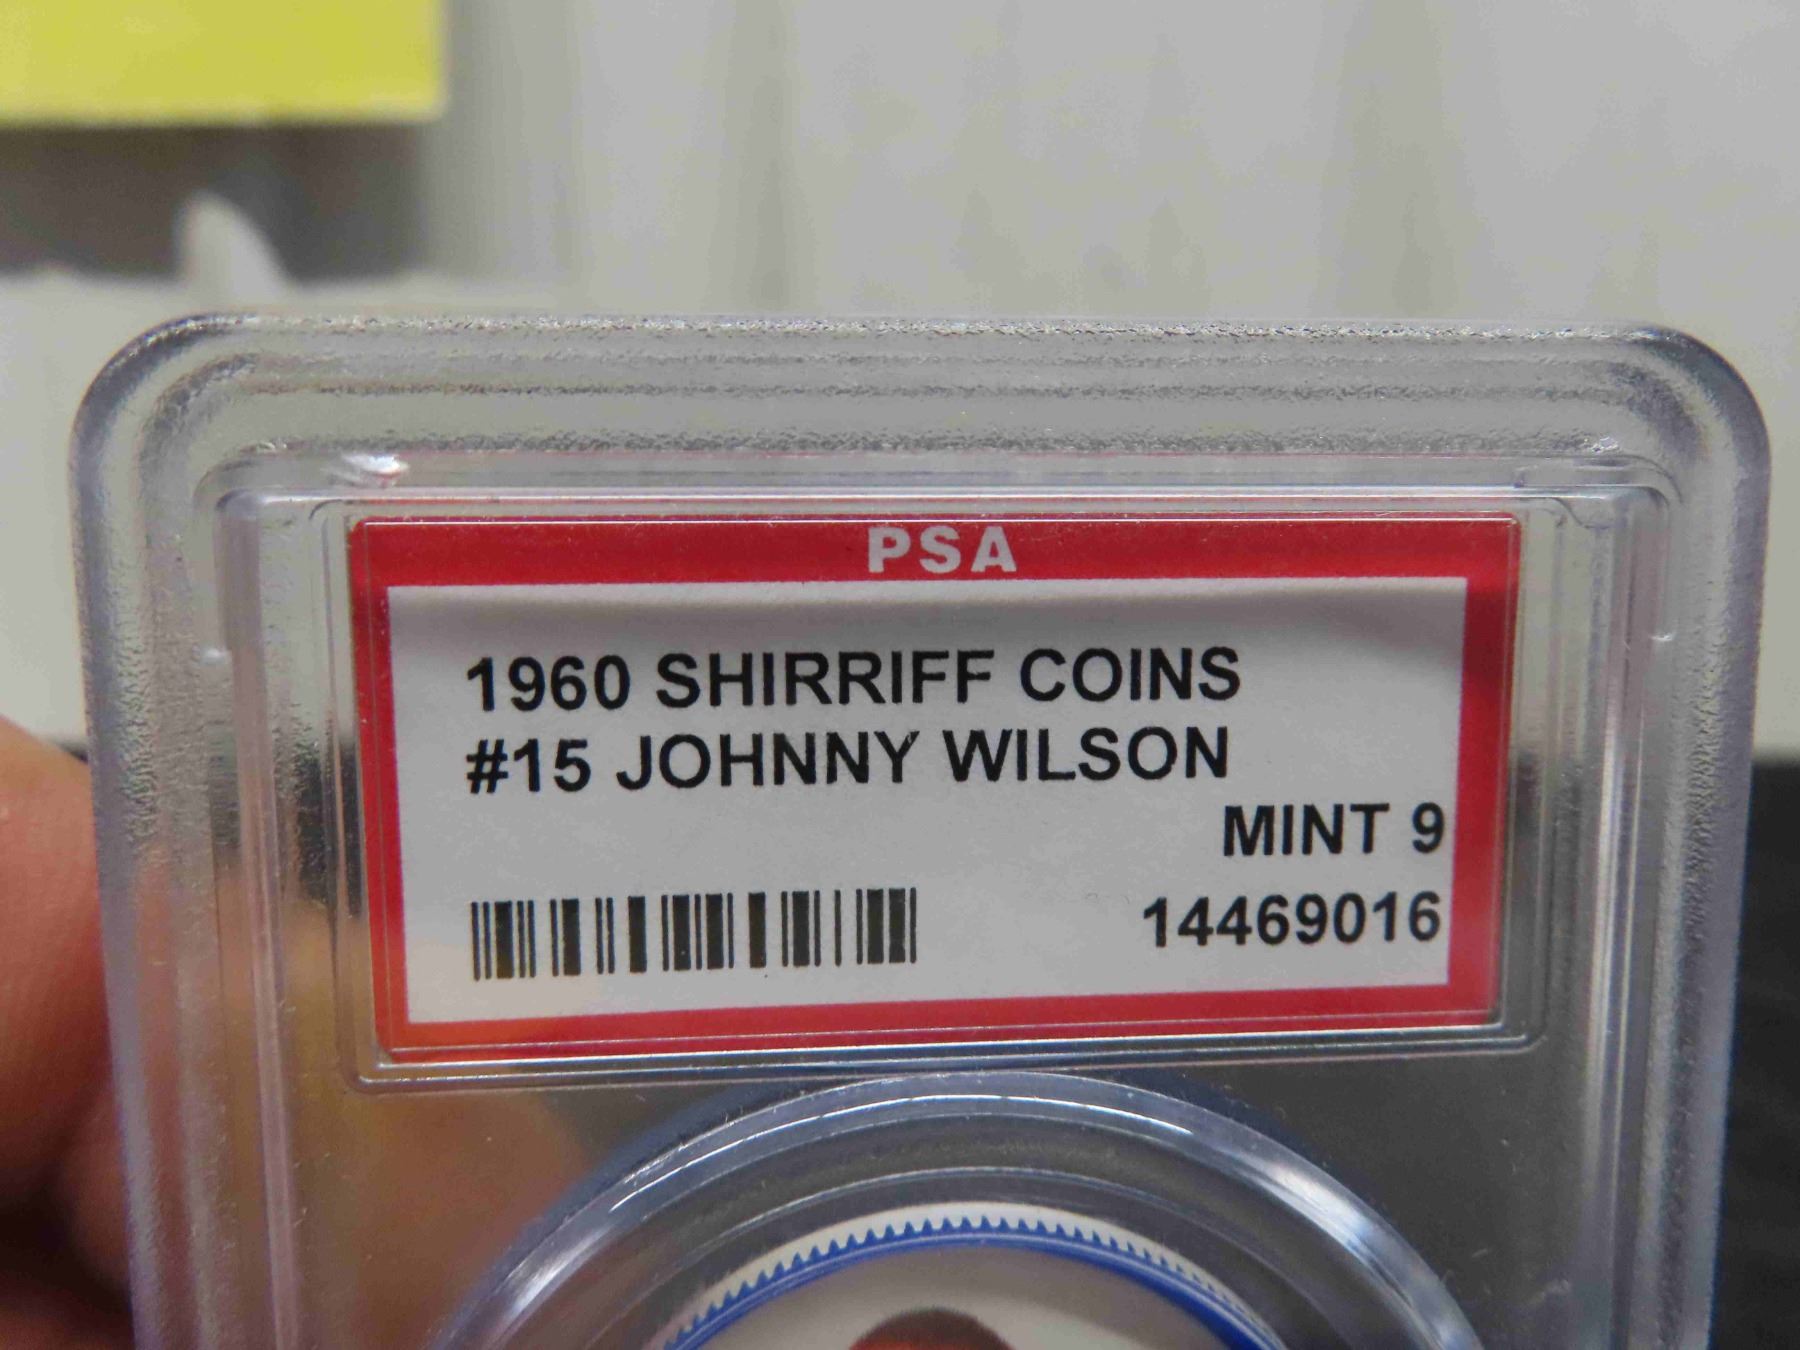 PSA
1960 SHIRRIFF COINS
#15 JOHNNY WILSON
MINT 9
14469016